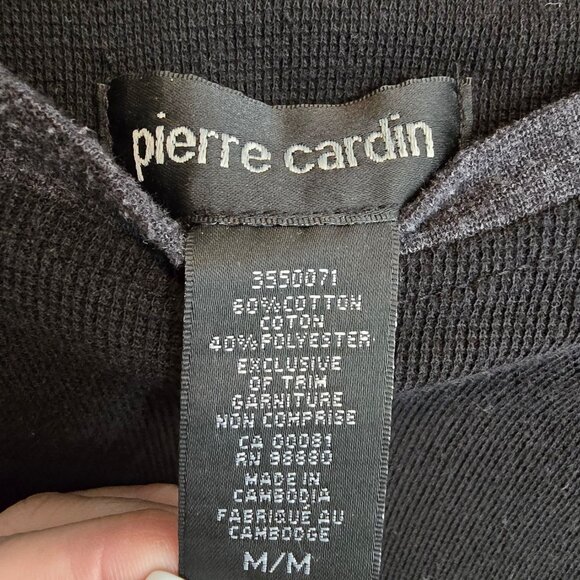 pierre cardin
3550071
60% COTTON
COTON
40% POLYESTER
EXCLUSIVE
OF TRIM
GARNITURE
NON COMPRISE
CA 00081
RN 98880
MADE IN
CAMBODIA
FABRIQUÉ AU
CAMBODGE
M/M